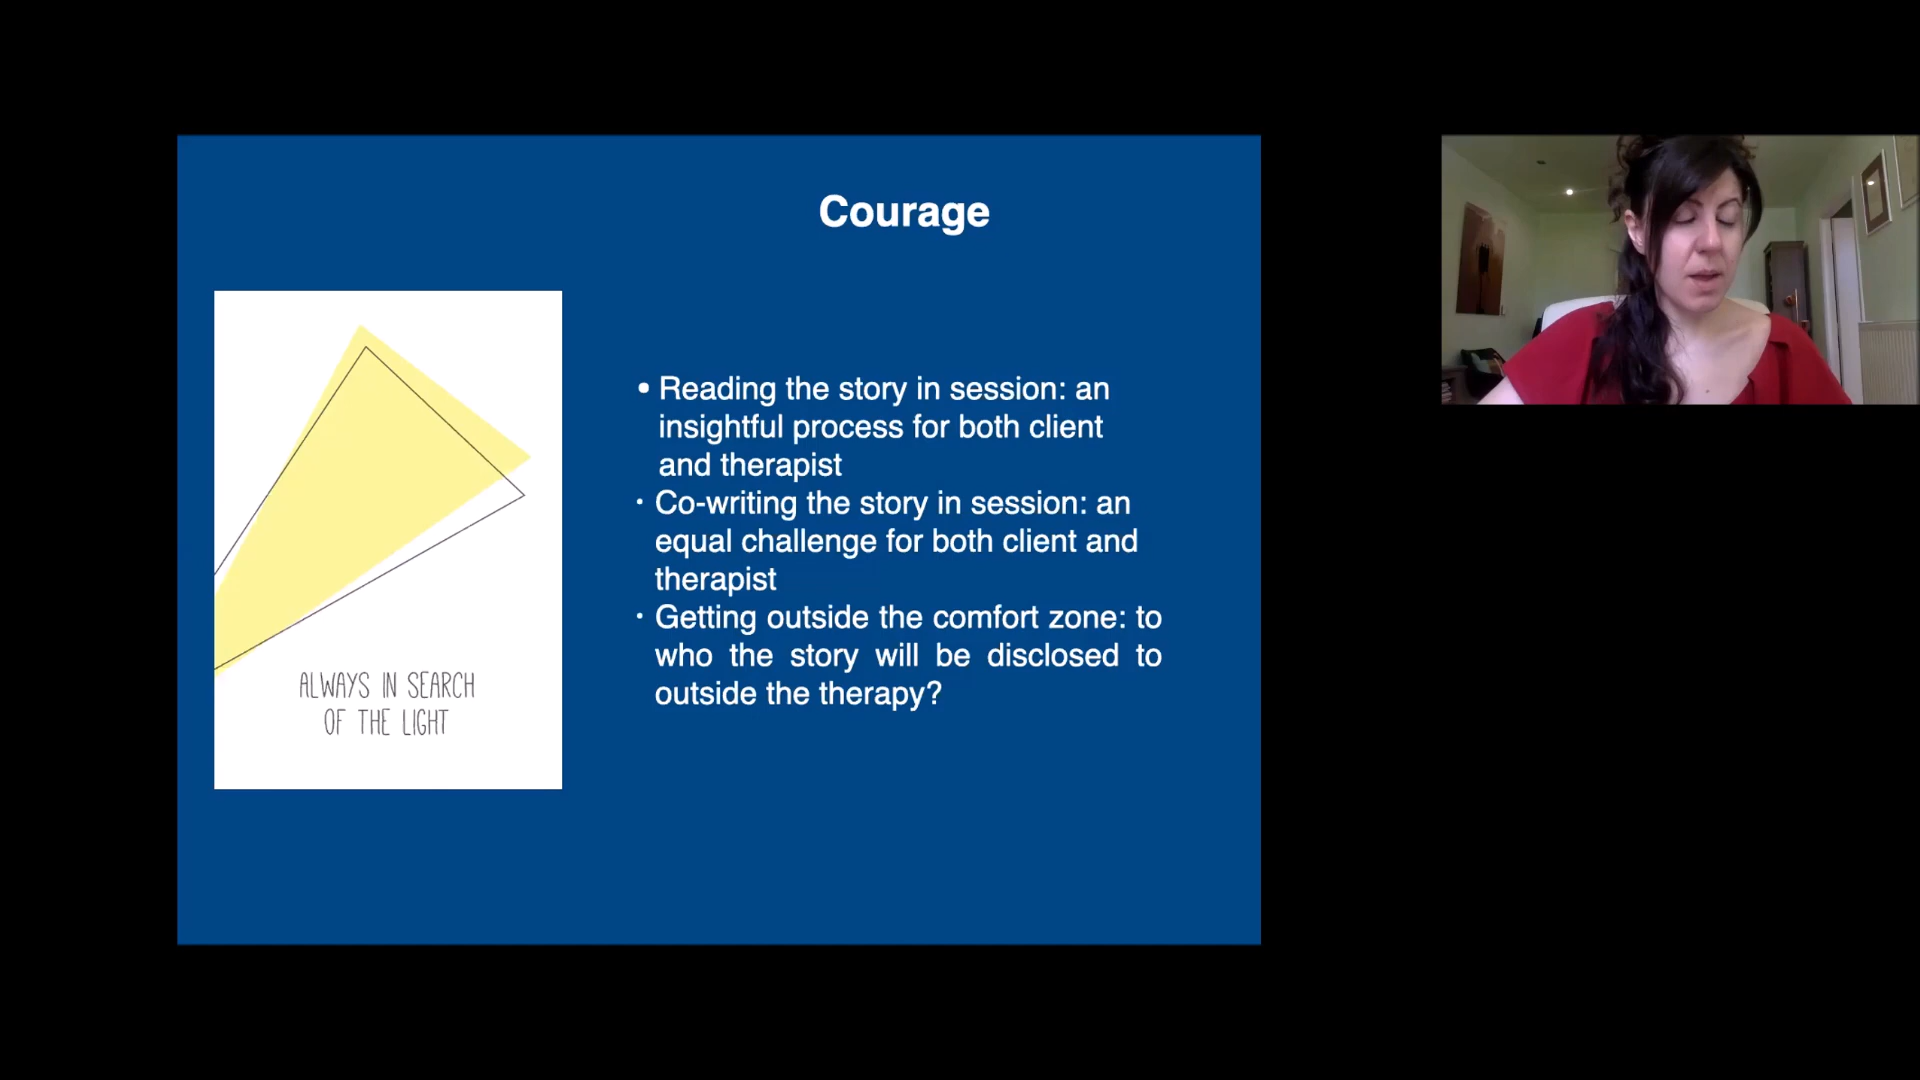 Courage
ALWAYS IN SEARCH
OF THE LIGHT
• Reading the story in session: an
insightful process for both client
and therapist
· Co-writing the story in session: an
equal challenge for both client and
therapist
· Getting outside the comfort zone: to
who the story will be disclosed to
outside the therapy?